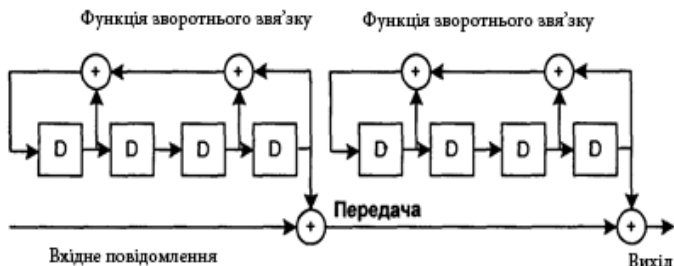 Функція зворотнього звя'зку Функція зворотнього звя'зку
+ + + +
D D D D D D D D
Передача
+ +
Вхідне повідомлення Вихід